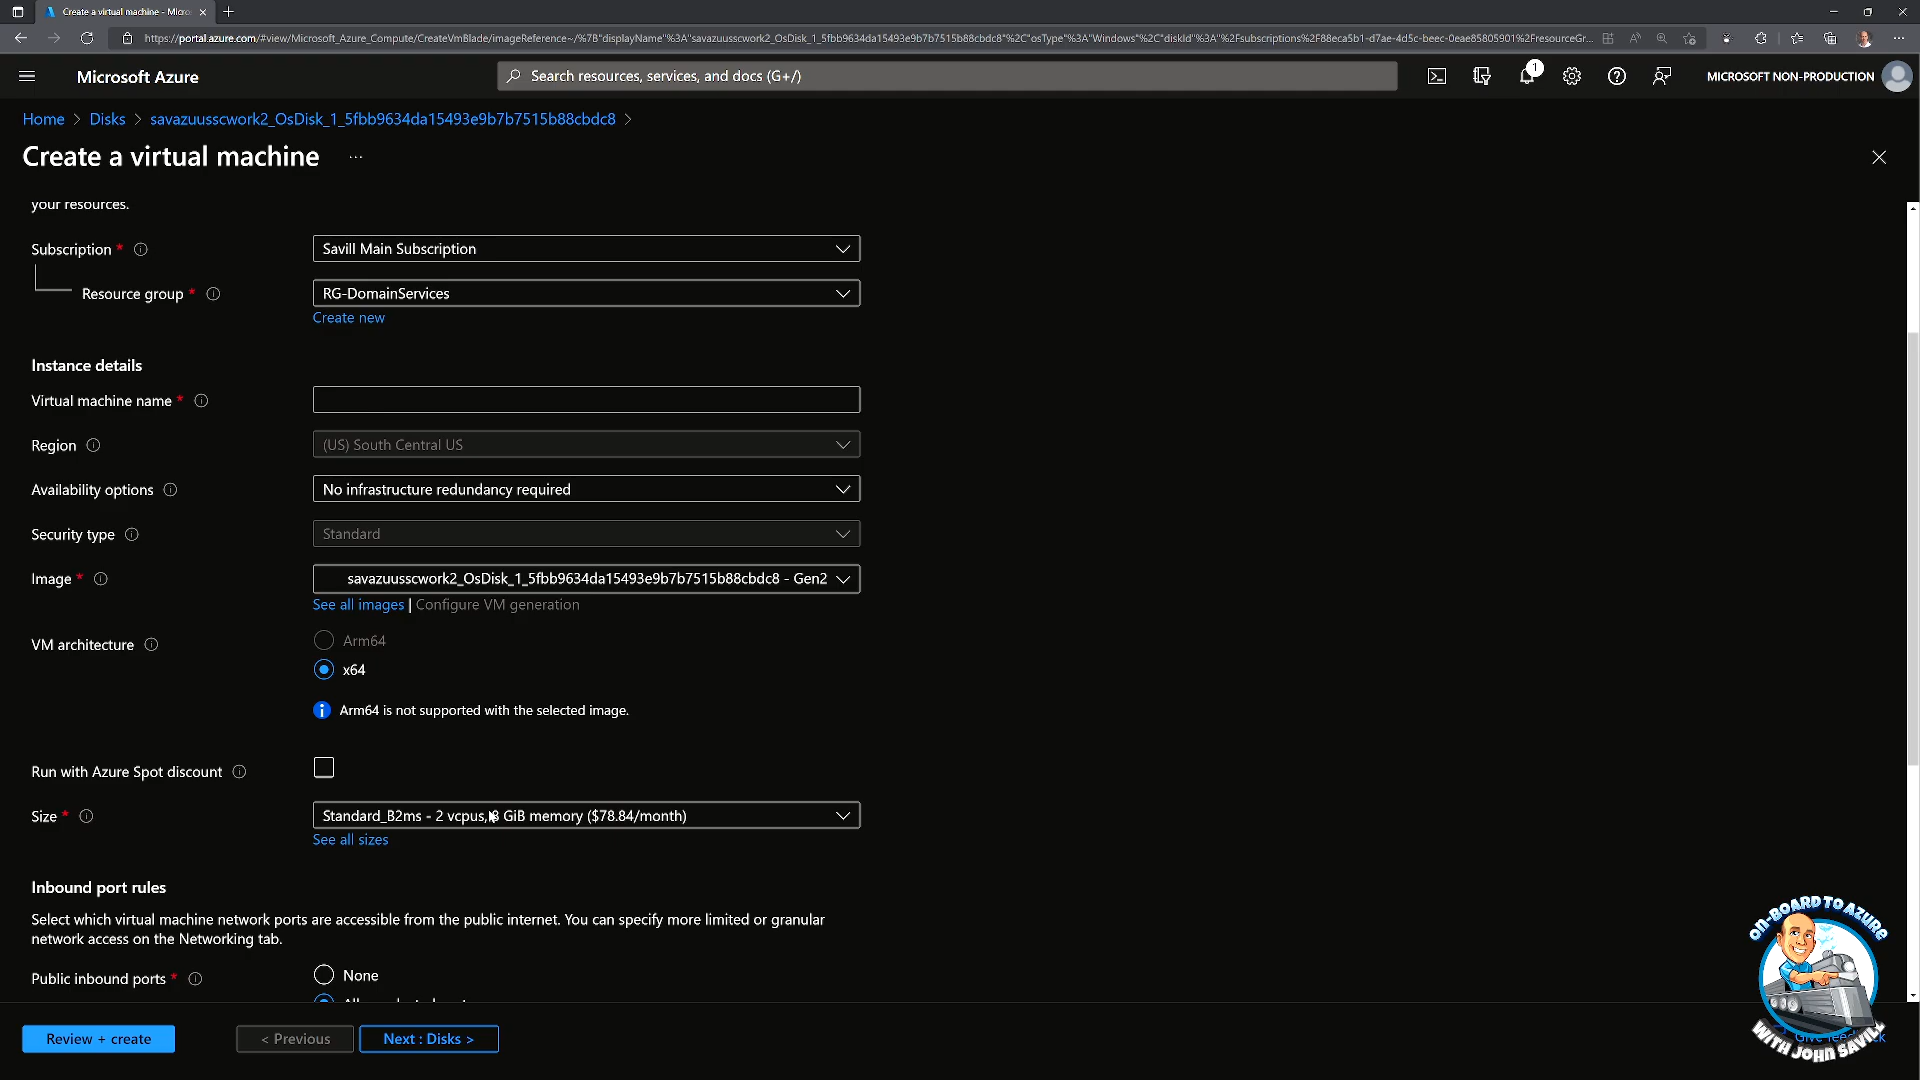 Create a virtual machine - Micro
https://portal.azure.com/#view/Microsoft_Azure_Compute/CreateVmBlade/imageReference~/%7B"displayName"%3A"savazuusscwork2_OsDisk_1_5fbb9634da15493e9b7b7515b88cbdc8"%2C"osType"%3A"Windows"%2C"diskId"%3A"%2Fsubscriptions%2F88eca5b1-d7ae-4d5c-beec-0eae85805901%2FresourceGr...
Microsoft Azure
Search resources, services, and docs (G+/)
1
MICROSOFT NON-PRODUCTION
Home > Disks > savazuusscwork2_OsDisk_1_5fbb9634da15493e9b7b7515b88cbdc8 >
Create a virtual machine ...
your resources.
Subscription *
Savill Main Subscription
Resource group *
RG-DomainServices
Create new
Instance details
Virtual machine name *
Region
(US) South Central US
Availability options
No infrastructure redundancy required
Security type
Standard
Image *
savazuusscwork2_OsDisk_1_5fbb9634da15493e9b7b7515b88cbdc8 - Gen2
See all images | Configure VM generation
VM architecture
Arm64
x64
Arm64 is not supported with the selected image.
Run with Azure Spot discount
Size *
Standard_B2ms - 2 vcpus, 8 GiB memory ($78.84/month)
See all sizes
Inbound port rules
Select which virtual machine network ports are accessible from the public internet. You can specify more limited or granular
network access on the Networking tab.
Public inbound ports *
None
Review + create
< Previous
Next : Disks >
ON-BOARD TO AZURE
WITH JOHN SAVILL